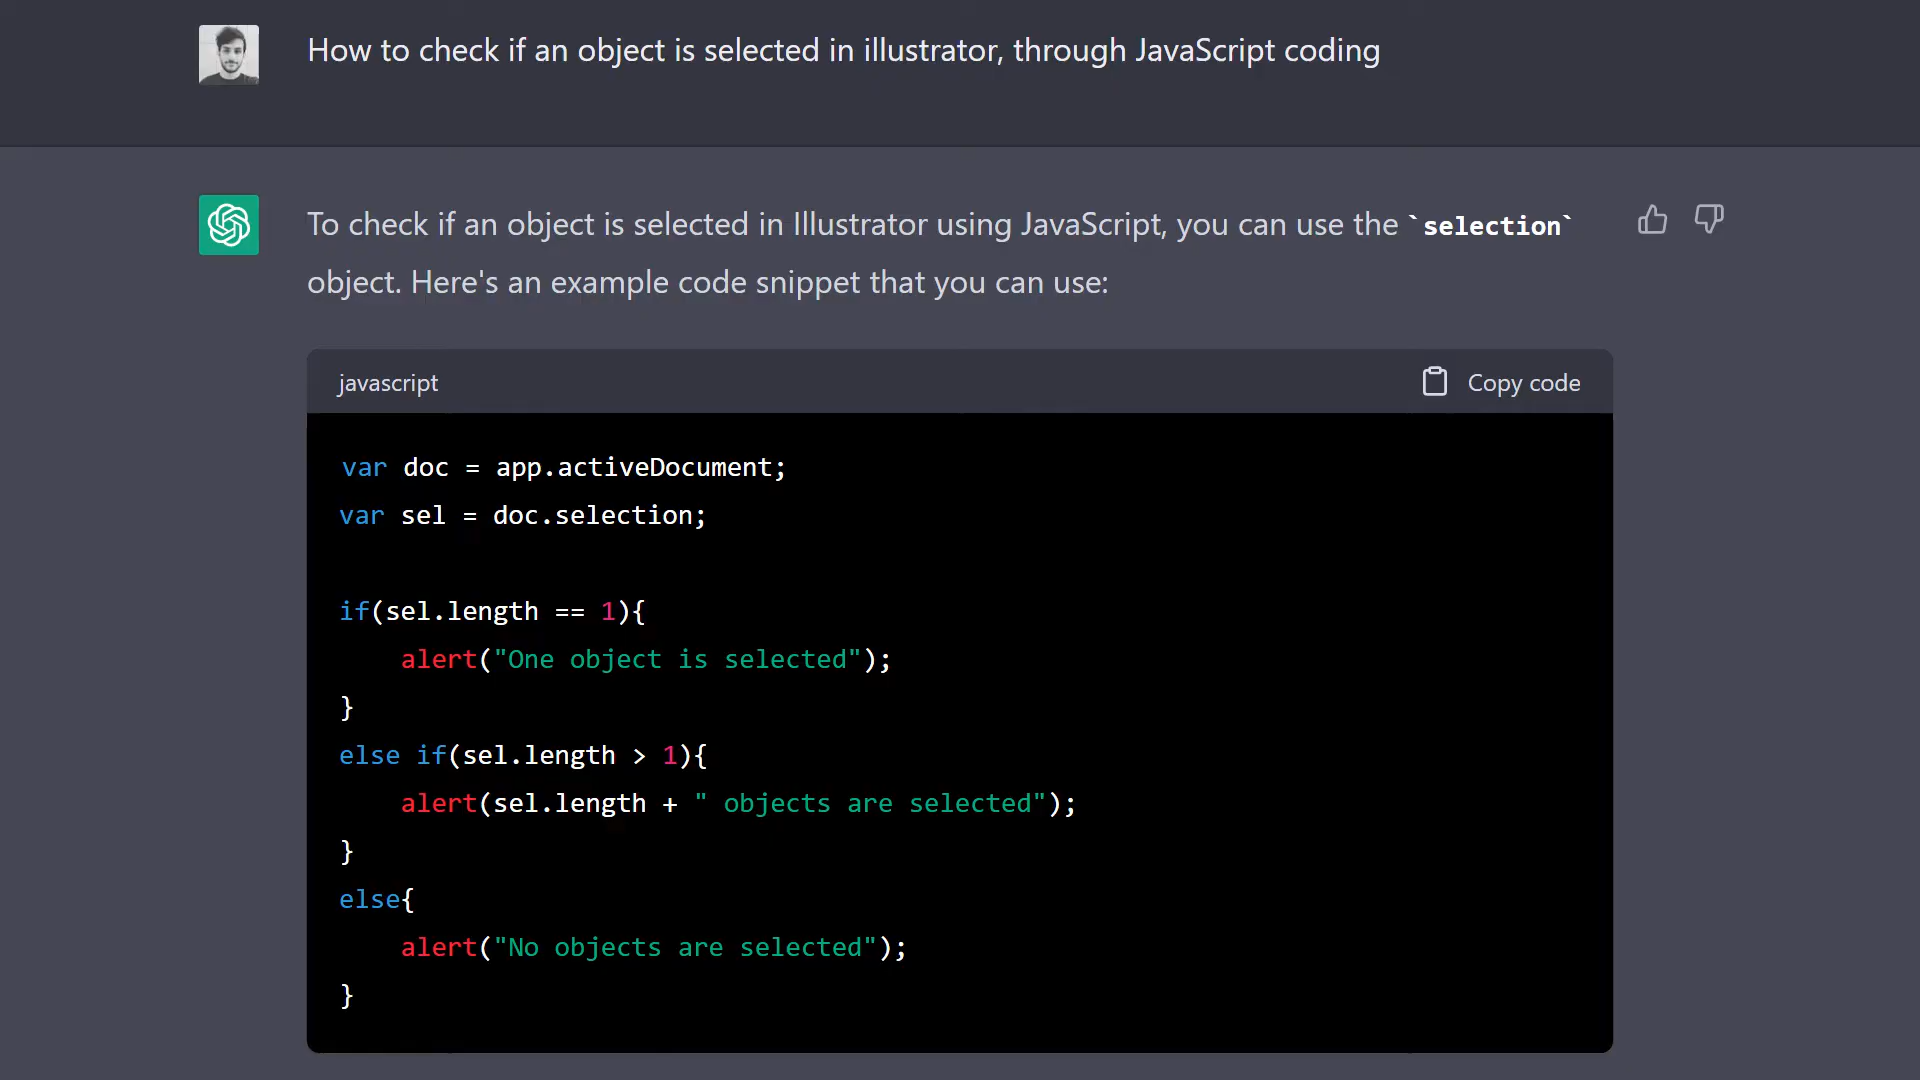 How to check if an object is selected in illustrator, through JavaScript coding
To check if an object is selected in Illustrator using JavaScript, you can use the `selection`
object. Here's an example code snippet that you can use:
javascript
Copy code
var doc = app.activeDocument;
var sel = doc.selection;
if(sel.length == 1){
    alert("One object is selected");
}
else if(sel.length > 1){
    alert(sel.length + " objects are selected");
}
else{
    alert("No objects are selected");
}